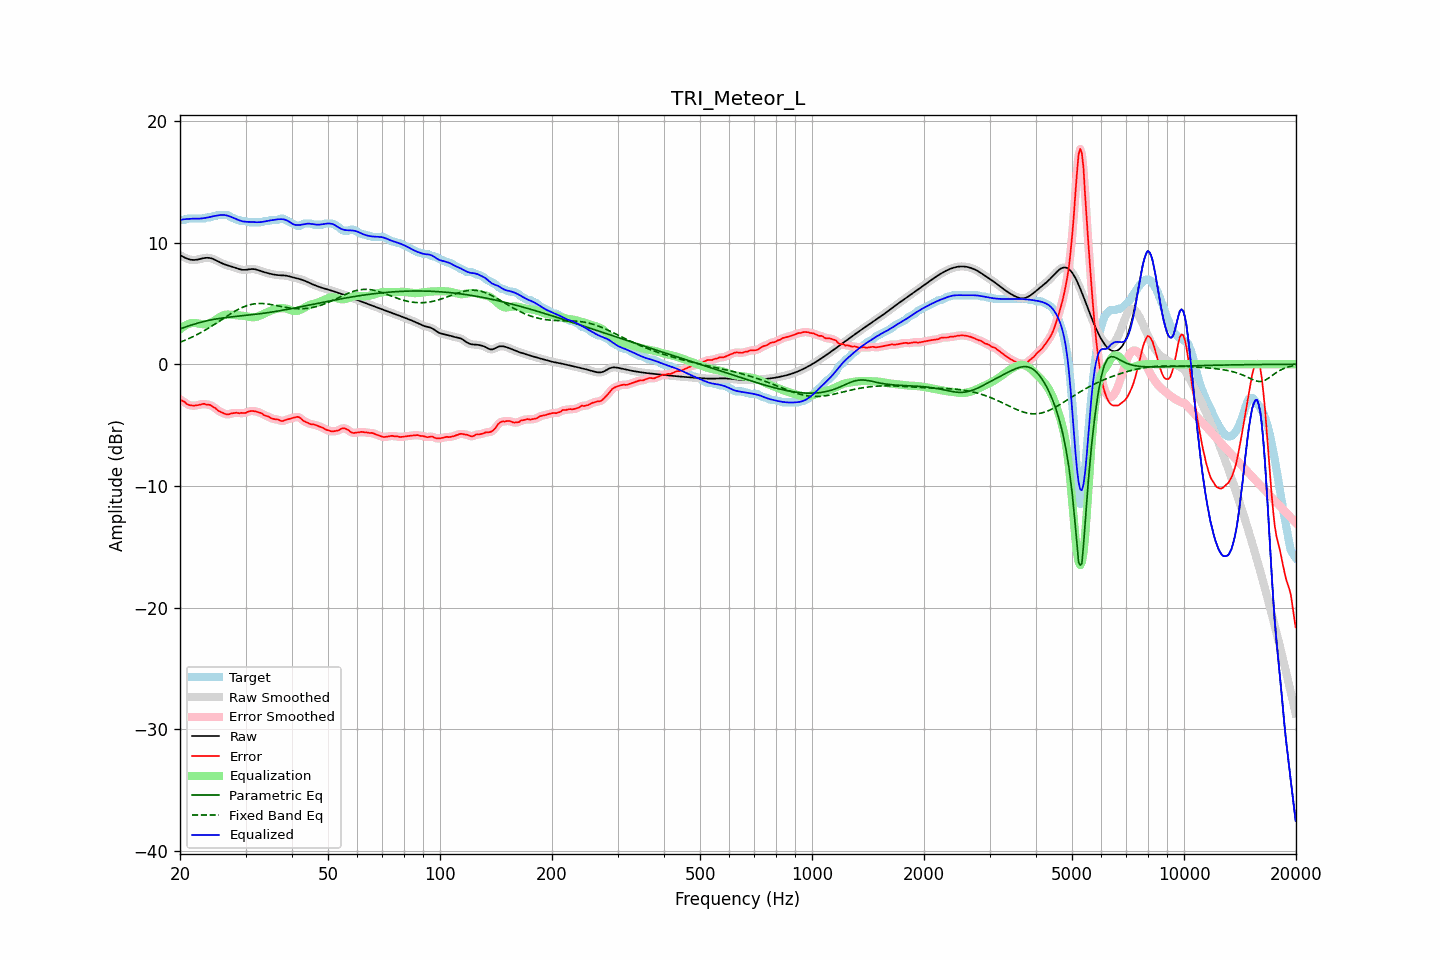 TRI_Meteor_L
20
10
0
−10
−20
−30
−40
Amplitude (dBr)
Target
Raw Smoothed
Error Smoothed
Raw
Error
Equalization
Parametric Eq
Fixed Band Eq
Equalized
20 50 100 200 500 1000 2000 5000 10000 20000
Frequency (Hz)